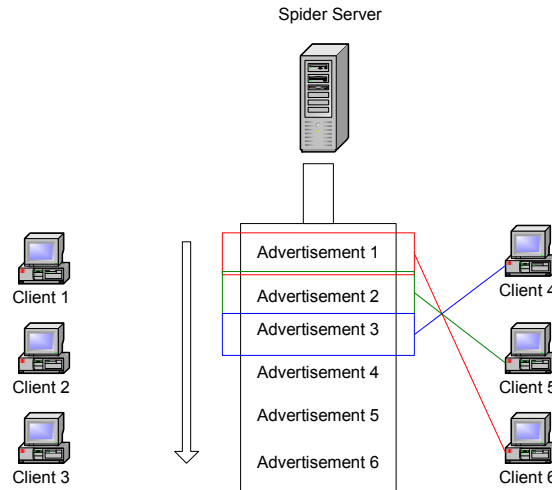 Spider Server
Advertisement 1
Advertisement 2
Advertisement 3
Advertisement 4
Advertisement 5
Advertisement 6
Client 1
Client 2
Client 3
Client 4
Client 5
Client 6